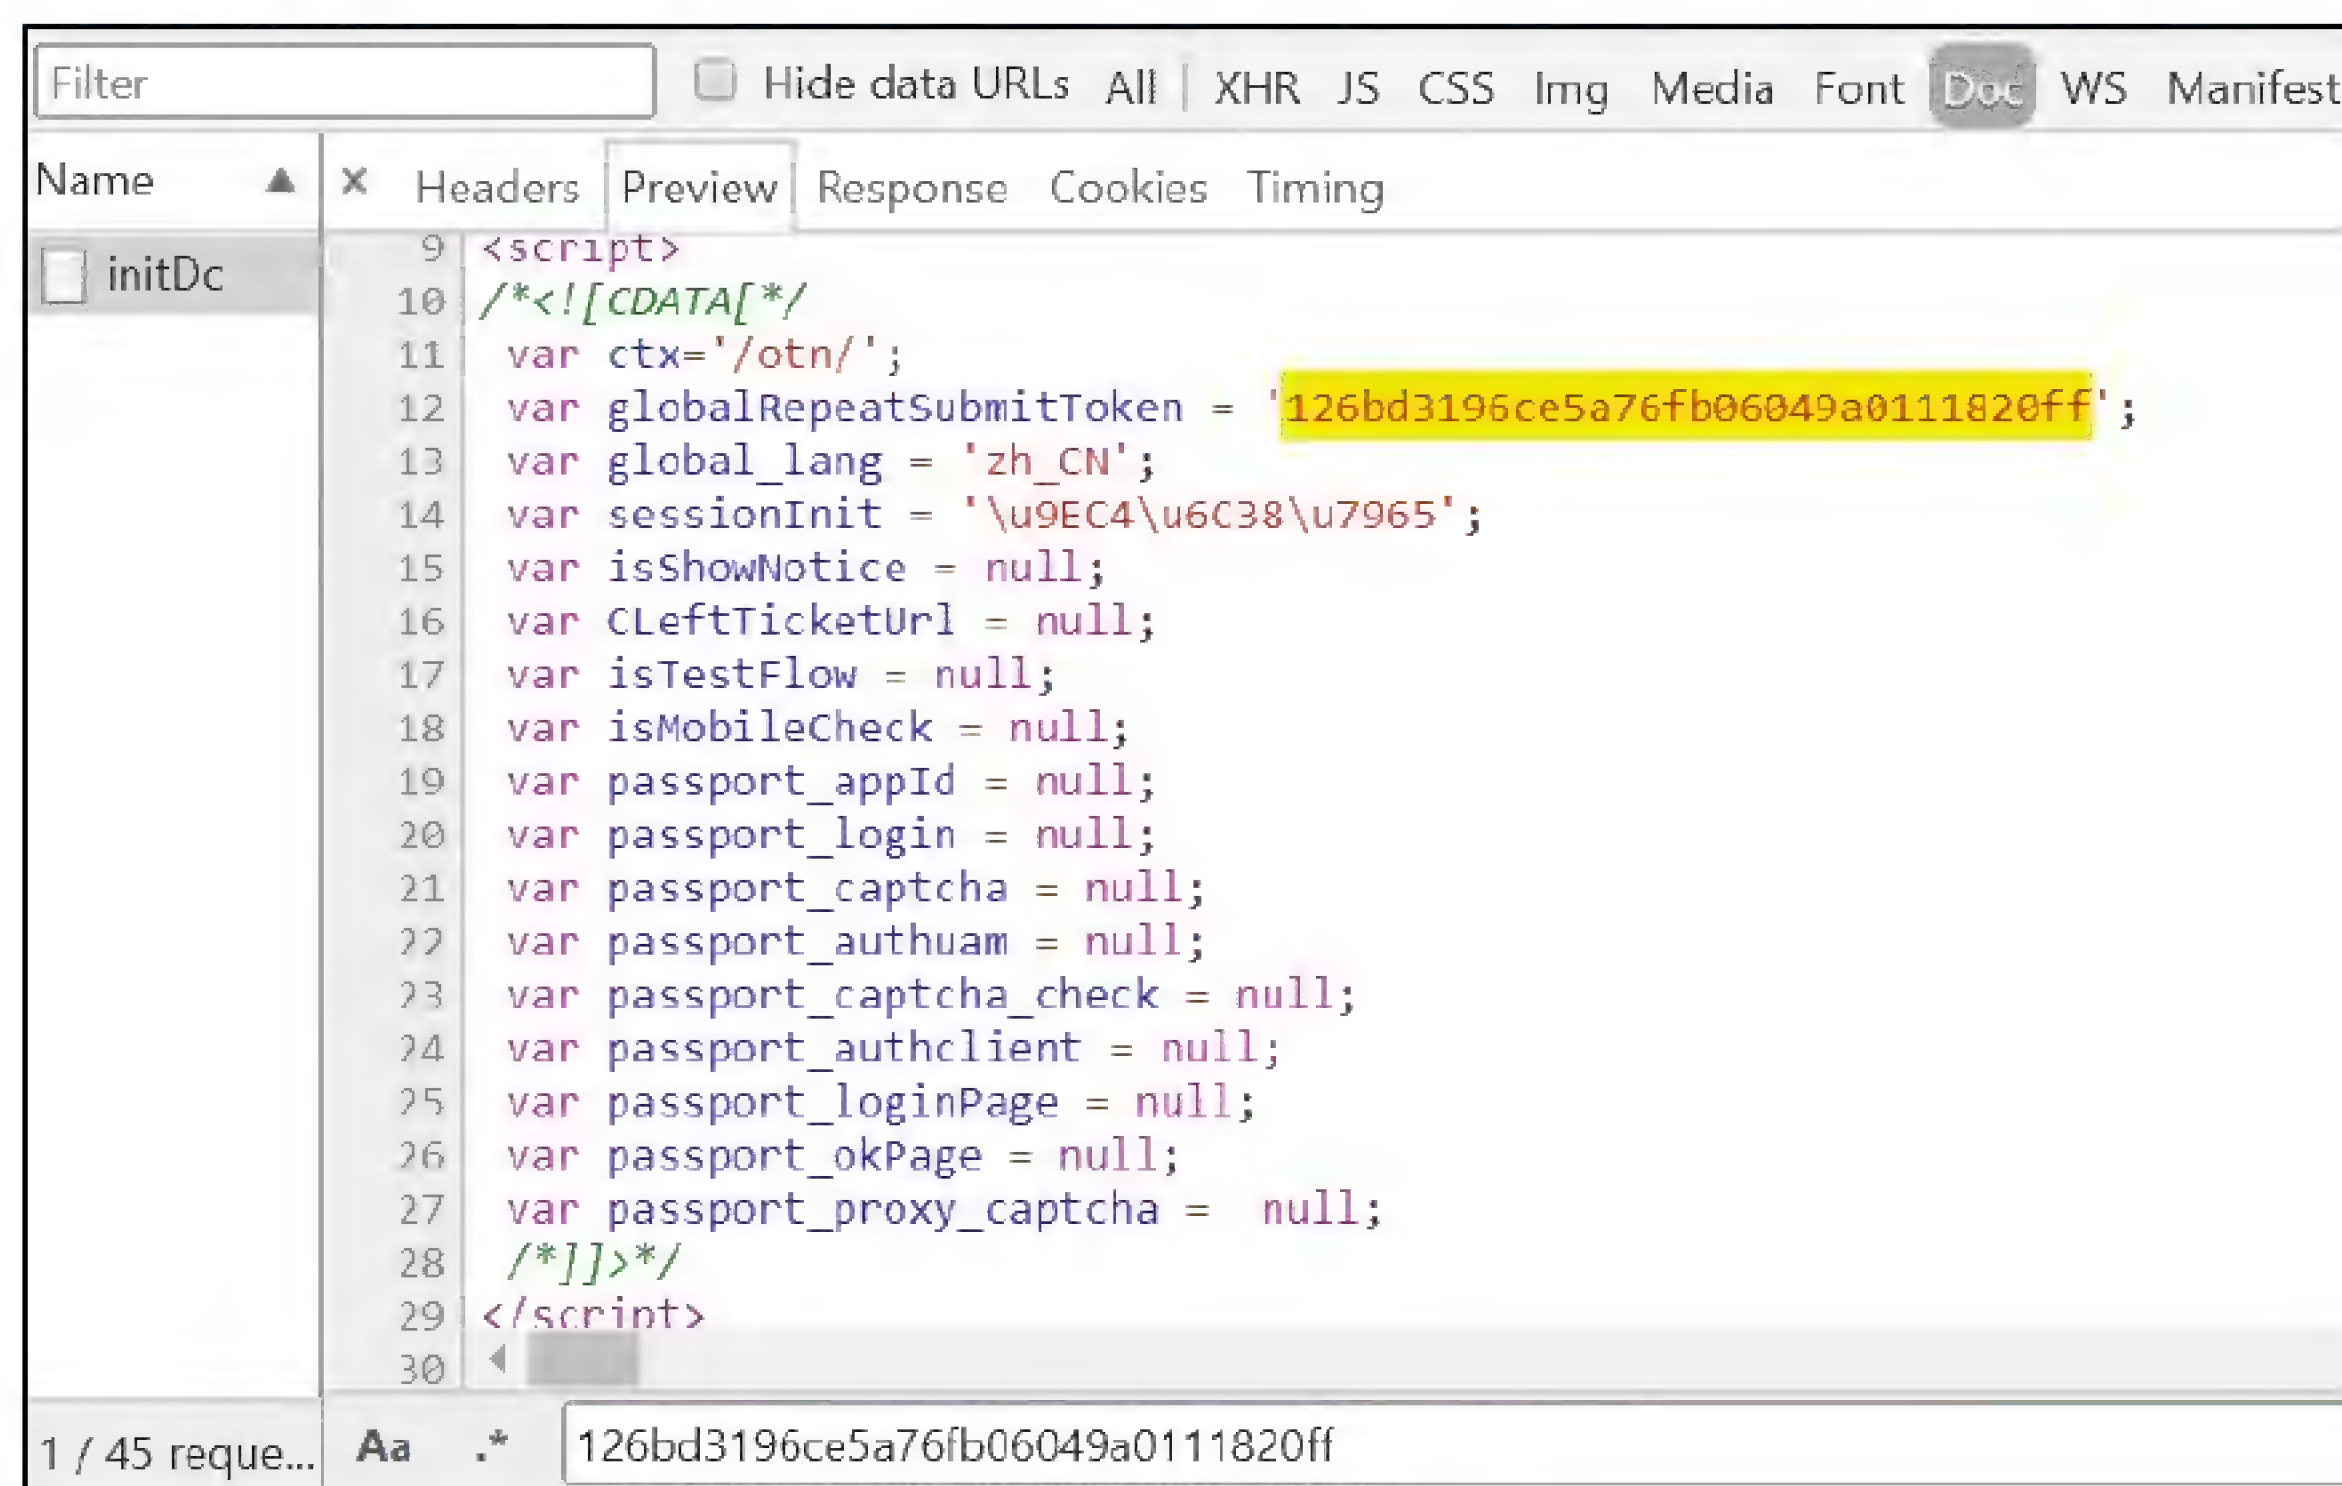 Filter Hide data URLs All XHR JS CSS Img Media Font Doc WS Manifest
Name × Headers Preview Response Cookies Timing
initDc
9 <script>
10 /*<![CDATA[*/
11 var ctx='/otn/';
12 var globalRepeatSubmitToken = '126bd3196ce5a76fb06049a0111820ff';
13 var global_lang = 'zh_CN';
14 var sessionInit = '\u9EC4\u6C38\u7965';
15 var isShowNotice = null;
16 var CLeftTicketUrl = null;
17 var isTestFlow = null;
18 var isMobileCheck = null;
19 var passport_appId = null;
20 var passport_login = null;
21 var passport_captcha = null;
22 var passport_authuam = null;
23 var passport_captcha_check = null;
24 var passport_authclient = null;
25 var passport_loginPage = null;
26 var passport_okPage = null;
27 var passport_proxy_captcha =  null;
28 /*]]>*/
29 </script>
30
1 / 45 reque... Aa .* 126bd3196ce5a76fb06049a0111820ff